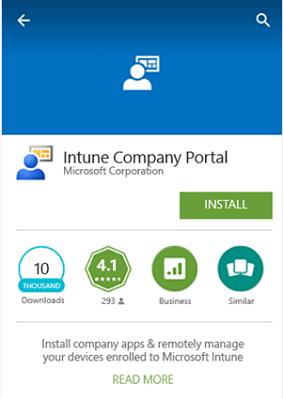 Intune Company Portal
Microsoft Corporation
INSTALL
10
THOUSAND
Downloads
4.1
293
Business
Similar
Install company apps & remotely manage
your devices enrolled to Microsoft Intune
READ MORE